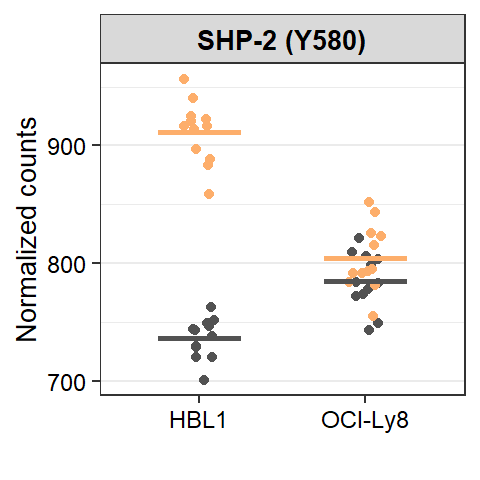 SHP-2 (Y580)
Normalized counts
900
800
700
HBL1
OCI-Ly8